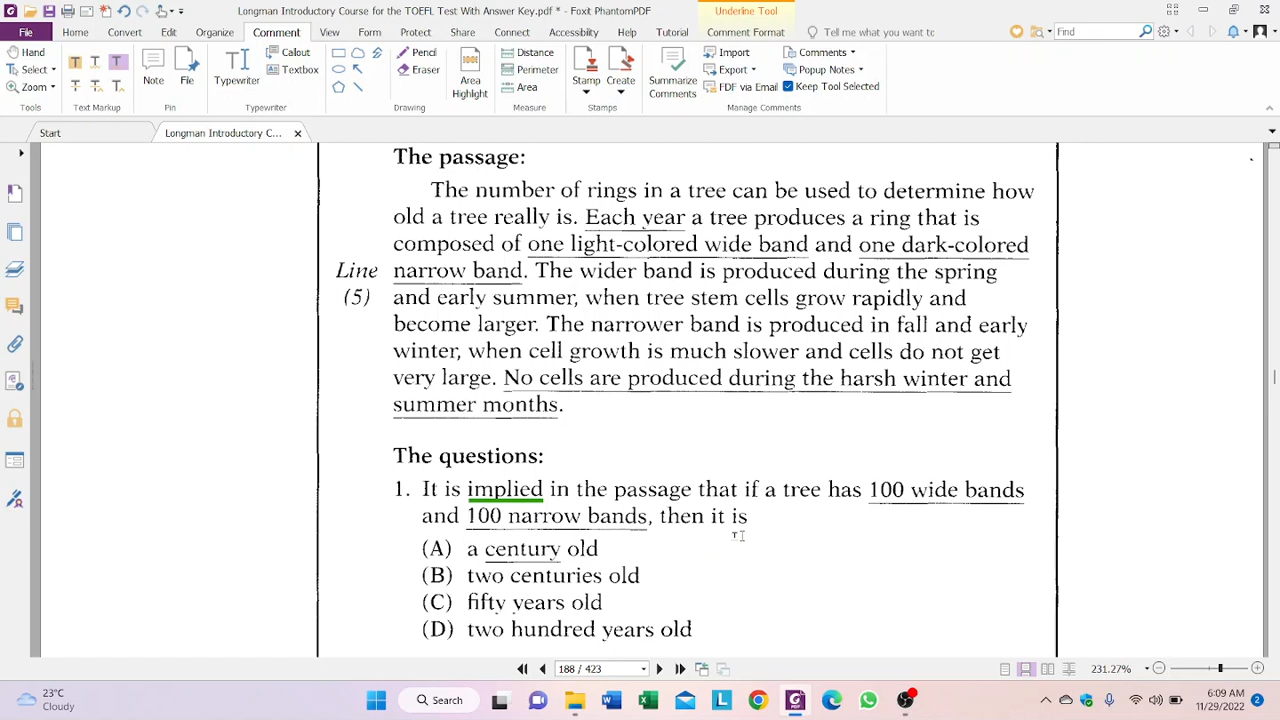 Longman Introductory Course for the TOEFL Test With Answer Key.pdf * - Foxit PhantomPDF
Underline Tool
File Home Edit Organize Convert Comment View Form Protect Share Connect Accessibility Help Tutorial Comment Format Tell me what you want to do Find
Hand
Select
Zoom
Tools
Text Markup
Note
File
Pin
Typewriter
Callout
Textbox
Typewriter
Pencil
Eraser
Drawing
Area
Highlight
Distance
Perimeter
Area
Measure
Stamp
Create
Stamps
Summarize
Comments
Import
Export
FDF via Email
Comments
Popup Notes
Keep Tool Selected
Manage Comments
Start
Longman Introductory C...
The passage:
The number of rings in a tree can be used to determine how
old a tree really is. Each year a tree produces a ring that is
composed of one light-colored wide band and one dark-colored
Line narrow band. The wider band is produced during the spring
(5) and early summer, when tree stem cells grow rapidly and
become larger. The narrower band is produced in fall and early
winter, when cell growth is much slower and cells do not get
very large. No cells are produced during the harsh winter and
summer months.
The questions:
1. It is implied in the passage that if a tree has 100 wide bands
and 100 narrow bands, then it is
(A) a century old
(B) two centuries old
(C) fifty years old
(D) two hundred years old
188 / 423
231.27%
23°C
Cloudy
Search
6:09 AM
11/29/2022
2